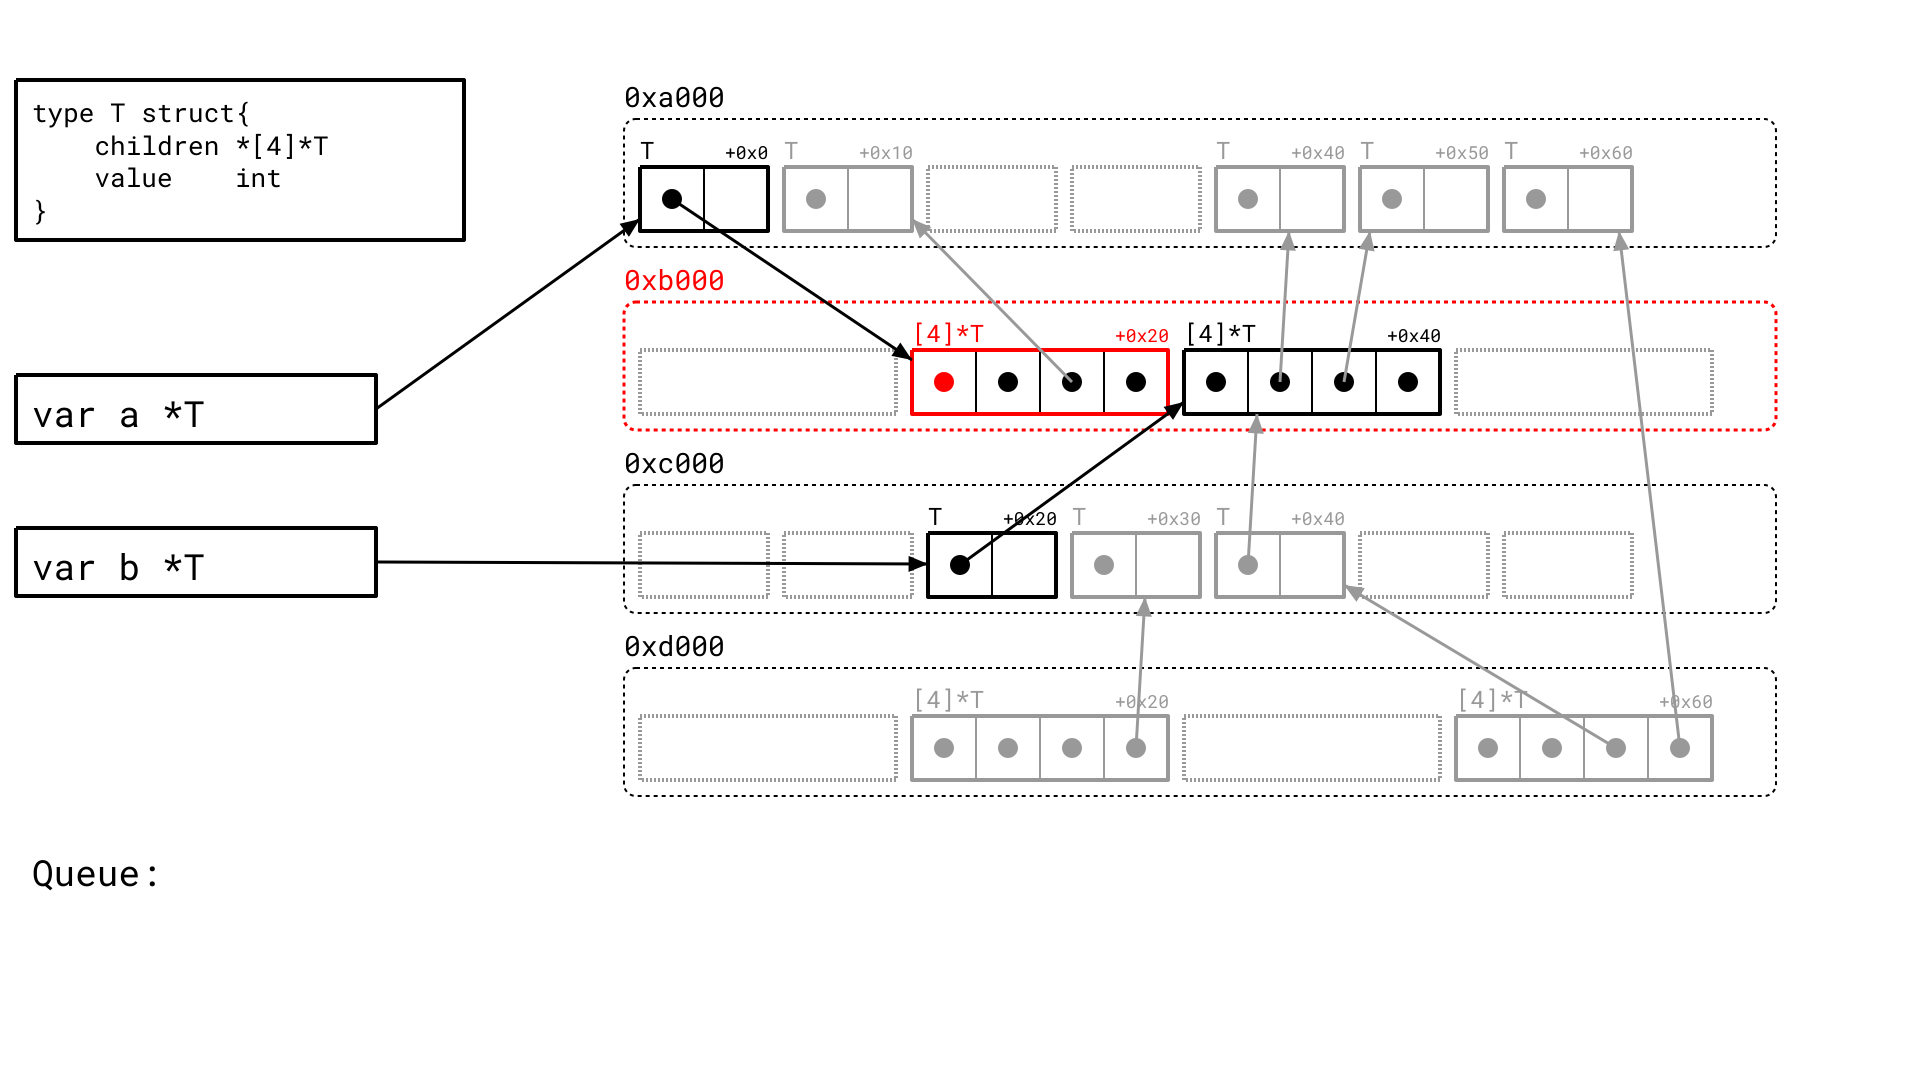 type T struct{
    children *[4]*T
    value    int
}
var a *T
var b *T
0xa000
T +0x0 T +0x10 T +0x40 T +0x50 T +0x60
0xb000
[4]*T +0x20 [4]*T +0x40
0xc000
T +0x20 T +0x30 T +0x40
0xd000
[4]*T +0x20 [4]*T +0x60
Queue: